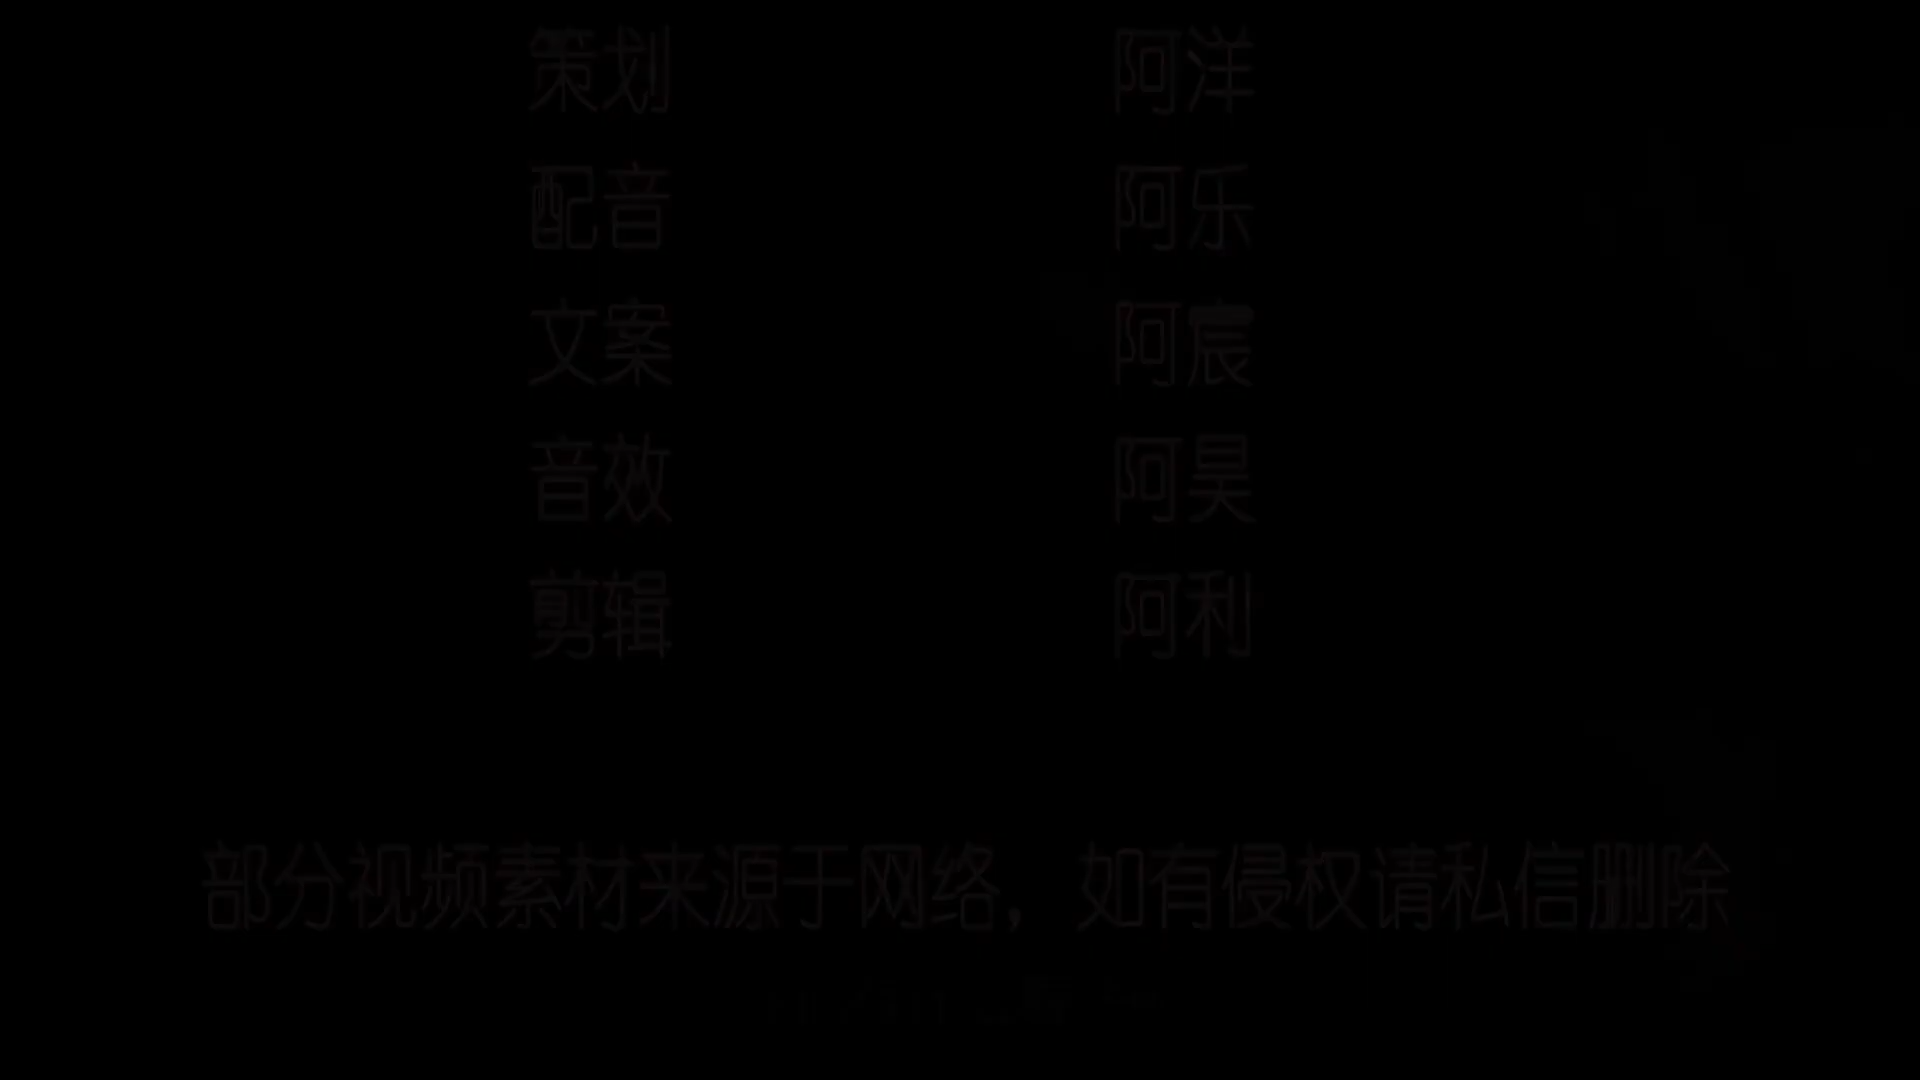 策划 阿洋
配音 阿乐
文案 阿宸
音效 阿昊
剪辑 阿利
部分视频素材来源于网络，如有侵权请私信删除